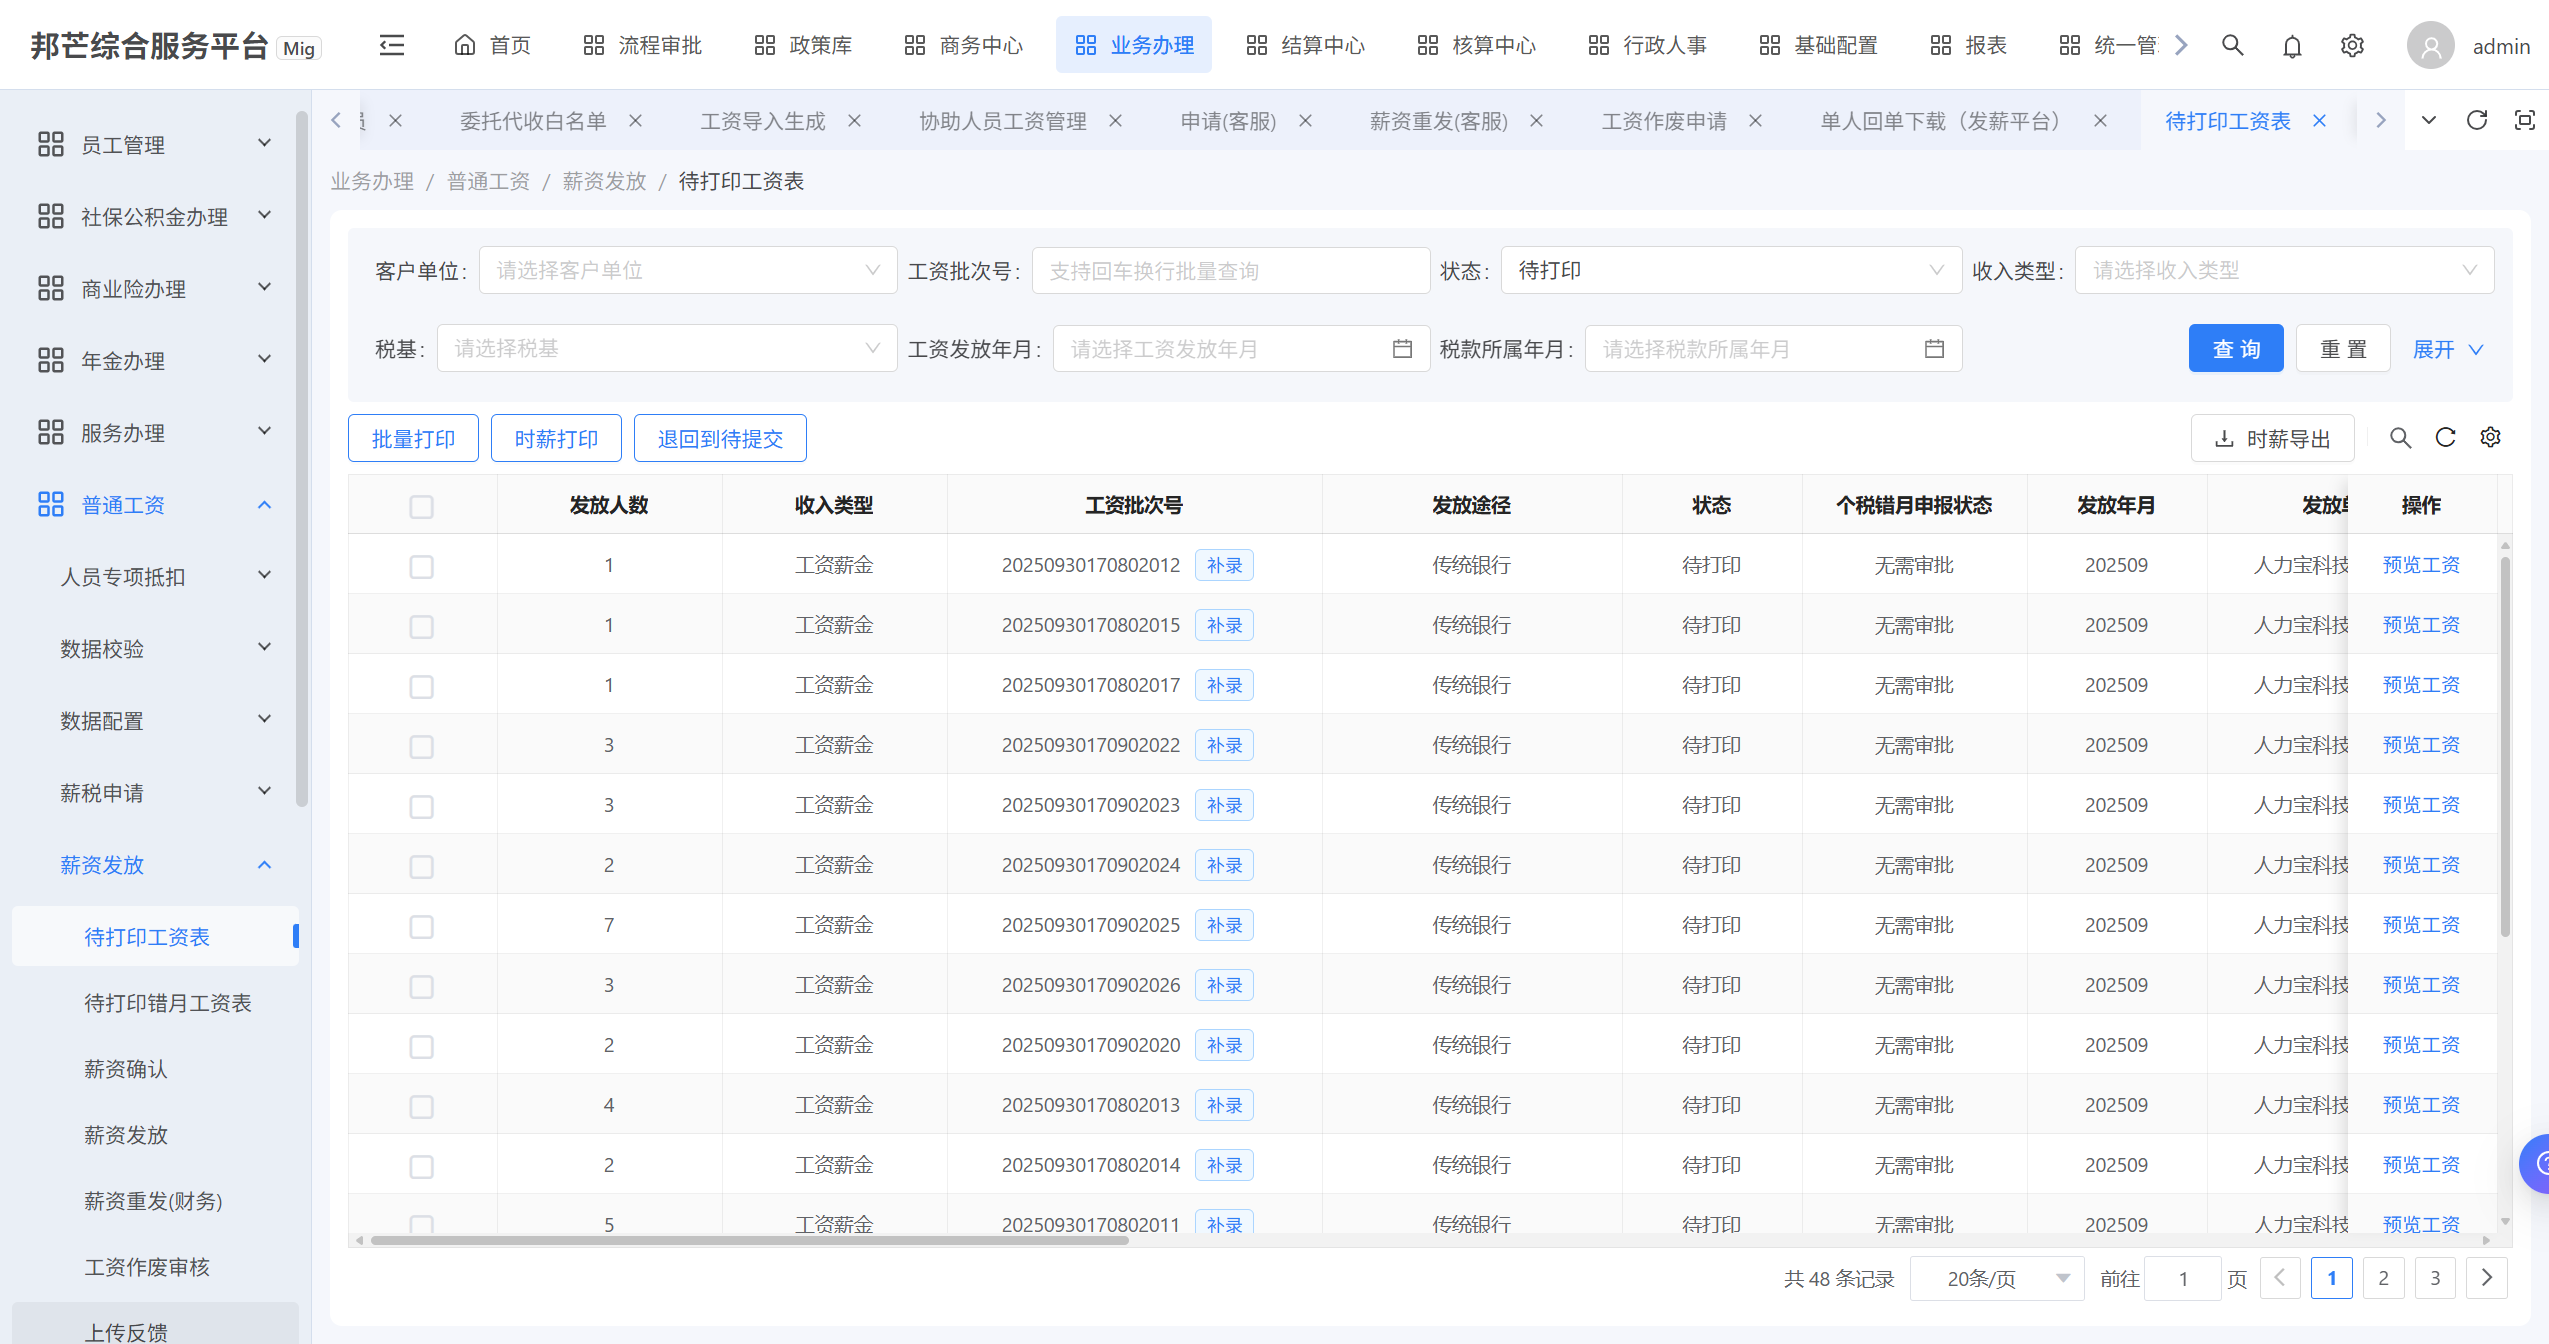 邦芒综合服务平台 Mig 首页 流程审批 政策库 商务中心 业务办理 结算中心 核算中心 行政人事 基础配置 报表 统一管 admin
委托代收白名单 工资导入生成 协助人员工资管理 申请(客服) 薪资重发(客服) 工资作废申请 单人回单下载（发薪平台） 待打印工资表
业务办理 / 普通工资 / 薪资发放 / 待打印工资表
员工管理
社保公积金办理
商业险办理
年金办理
服务办理
普通工资
人员专项抵扣
数据校验
数据配置
薪税申请
薪资发放
待打印工资表
待打印错月工资表
薪资确认
薪资发放
薪资重发(财务)
工资作废审核
上传反馈
客户单位: 请选择客户单位 工资批次号: 支持回车换行批量查询 状态: 待打印 收入类型: 请选择收入类型
税基: 请选择税基 工资发放年月: 请选择工资发放年月 税款所属年月: 请选择税款所属年月 查 询 重 置 展开
批量打印 时薪打印 退回到待提交 时薪导出
发放人数 收入类型 工资批次号 发放途径 状态 个税错月申报状态 发放年月 发放单 操作
1 工资薪金 20250930170802012 补录 传统银行 待打印 无需审批 202509 人力宝科技 预览工资
1 工资薪金 20250930170802015 补录 传统银行 待打印 无需审批 202509 人力宝科技 预览工资
1 工资薪金 20250930170802017 补录 传统银行 待打印 无需审批 202509 人力宝科技 预览工资
3 工资薪金 20250930170902022 补录 传统银行 待打印 无需审批 202509 人力宝科技 预览工资
3 工资薪金 20250930170902023 补录 传统银行 待打印 无需审批 202509 人力宝科技 预览工资
2 工资薪金 20250930170902024 补录 传统银行 待打印 无需审批 202509 人力宝科技 预览工资
7 工资薪金 20250930170902025 补录 传统银行 待打印 无需审批 202509 人力宝科技 预览工资
3 工资薪金 20250930170902026 补录 传统银行 待打印 无需审批 202509 人力宝科技 预览工资
2 工资薪金 20250930170902020 补录 传统银行 待打印 无需审批 202509 人力宝科技 预览工资
4 工资薪金 20250930170802013 补录 传统银行 待打印 无需审批 202509 人力宝科技 预览工资
2 工资薪金 20250930170802014 补录 传统银行 待打印 无需审批 202509 人力宝科技 预览工资
5 工资薪金 20250930170802011 补录 传统银行 待打印 无需审批 202509 人力宝科技 预览工资
共 48 条记录 20条/页 前往 1 页 1 2 3